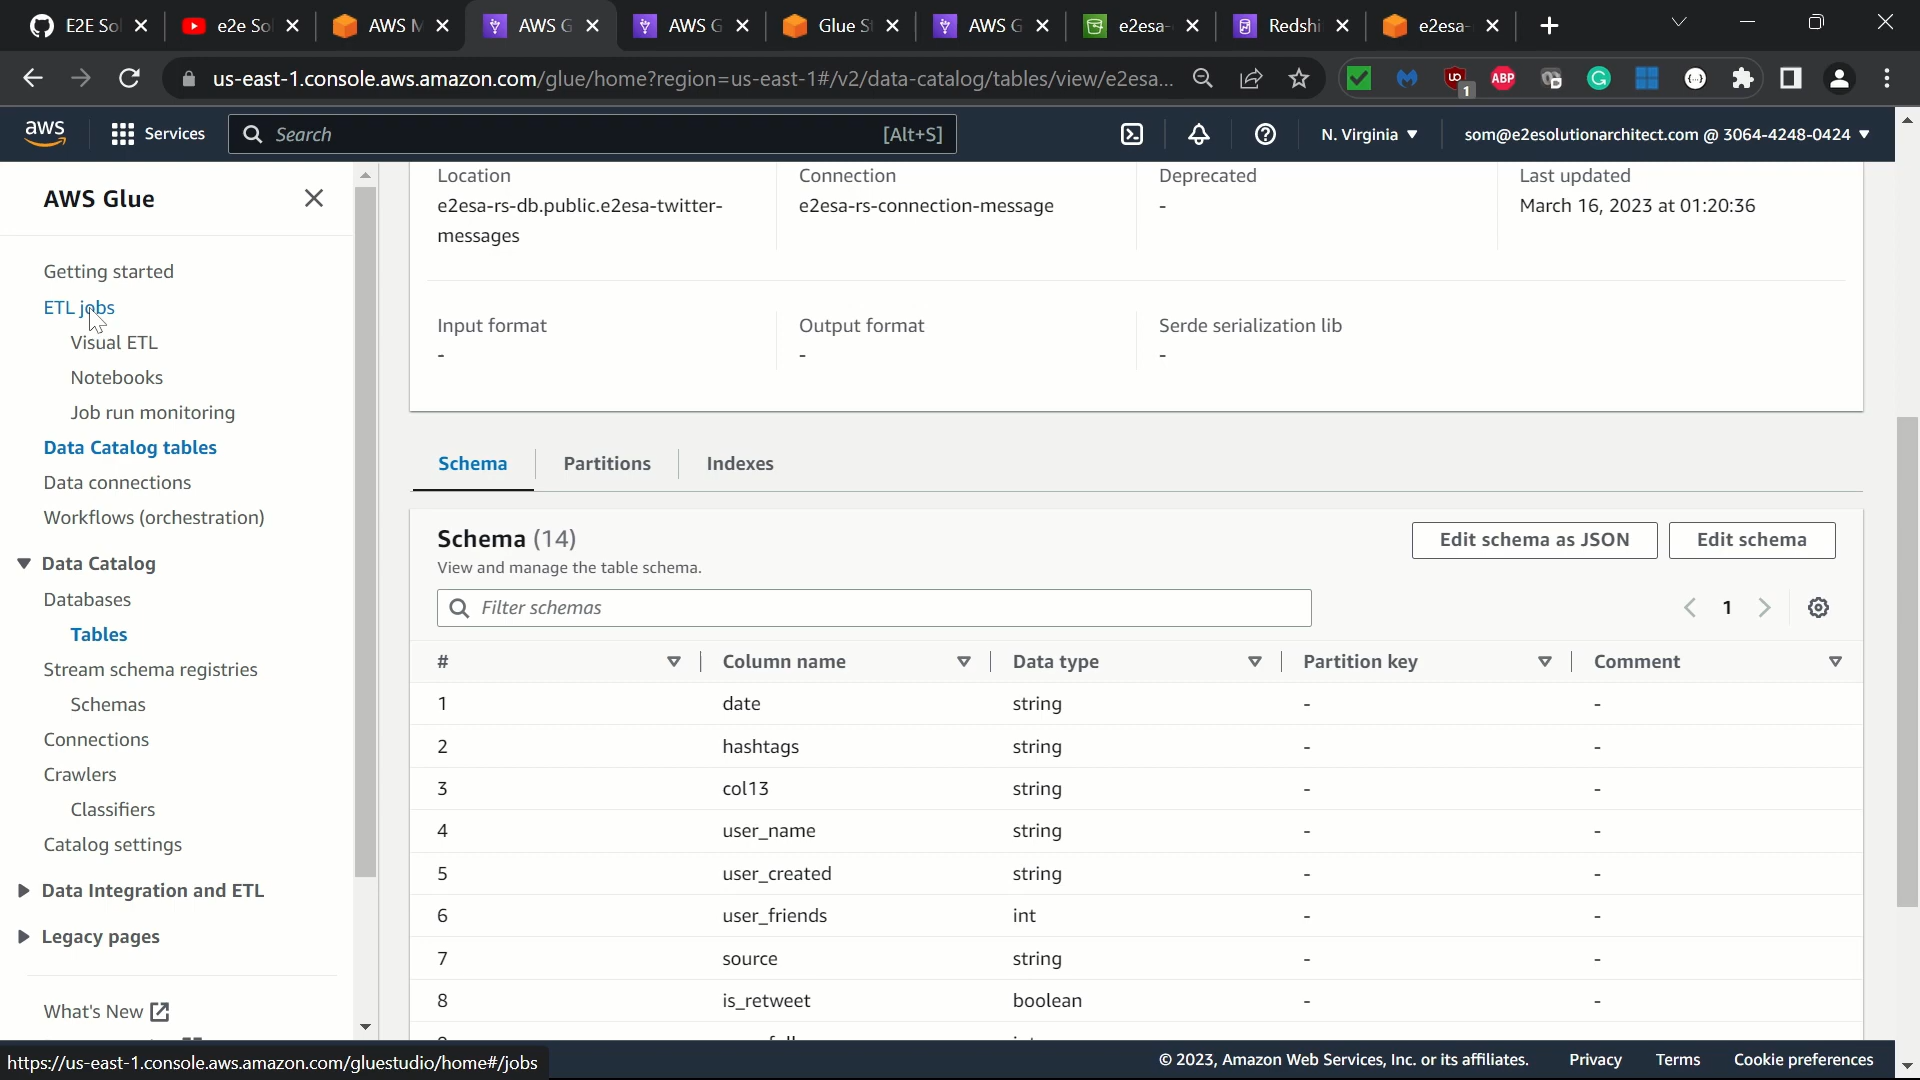 E2E Sol
e2e So
AWS M
AWS G
AWS G
Glue S
AWS G
e2esa-
Redshi
e2esa-
us-east-1.console.aws.amazon.com/glue/home?region=us-east-1#/v2/data-catalog/tables/view/e2esa...
1
ABP
aws
Services
Search
[Alt+S]
N. Virginia
som@e2esolutionarchitect.com @ 3064-4248-0424
AWS Glue
Getting started
ETL jobs
Visual ETL
Notebooks
Job run monitoring
Data Catalog tables
Data connections
Workflows (orchestration)
Data Catalog
Databases
Tables
Stream schema registries
Schemas
Connections
Crawlers
Classifiers
Catalog settings
Data Integration and ETL
Legacy pages
What's New
Location
e2esa-rs-db.public.e2esa-twitter-
messages
Connection
e2esa-rs-connection-message
Deprecated
-
Last updated
March 16, 2023 at 01:20:36
Input format
-
Output format
-
Serde serialization lib
-
Schema
Partitions
Indexes
Schema (14)
View and manage the table schema.
Edit schema as JSON
Edit schema
Filter schemas
1
# Column name Data type Partition key Comment
1 date string - -
2 hashtags string - -
3 col13 string - -
4 user_name string - -
5 user_created string - -
6 user_friends int - -
7 source string - -
8 is_retweet boolean - -
https://us-east-1.console.aws.amazon.com/gluestudio/home#/jobs
© 2023, Amazon Web Services, Inc. or its affiliates.
Privacy
Terms
Cookie preferences